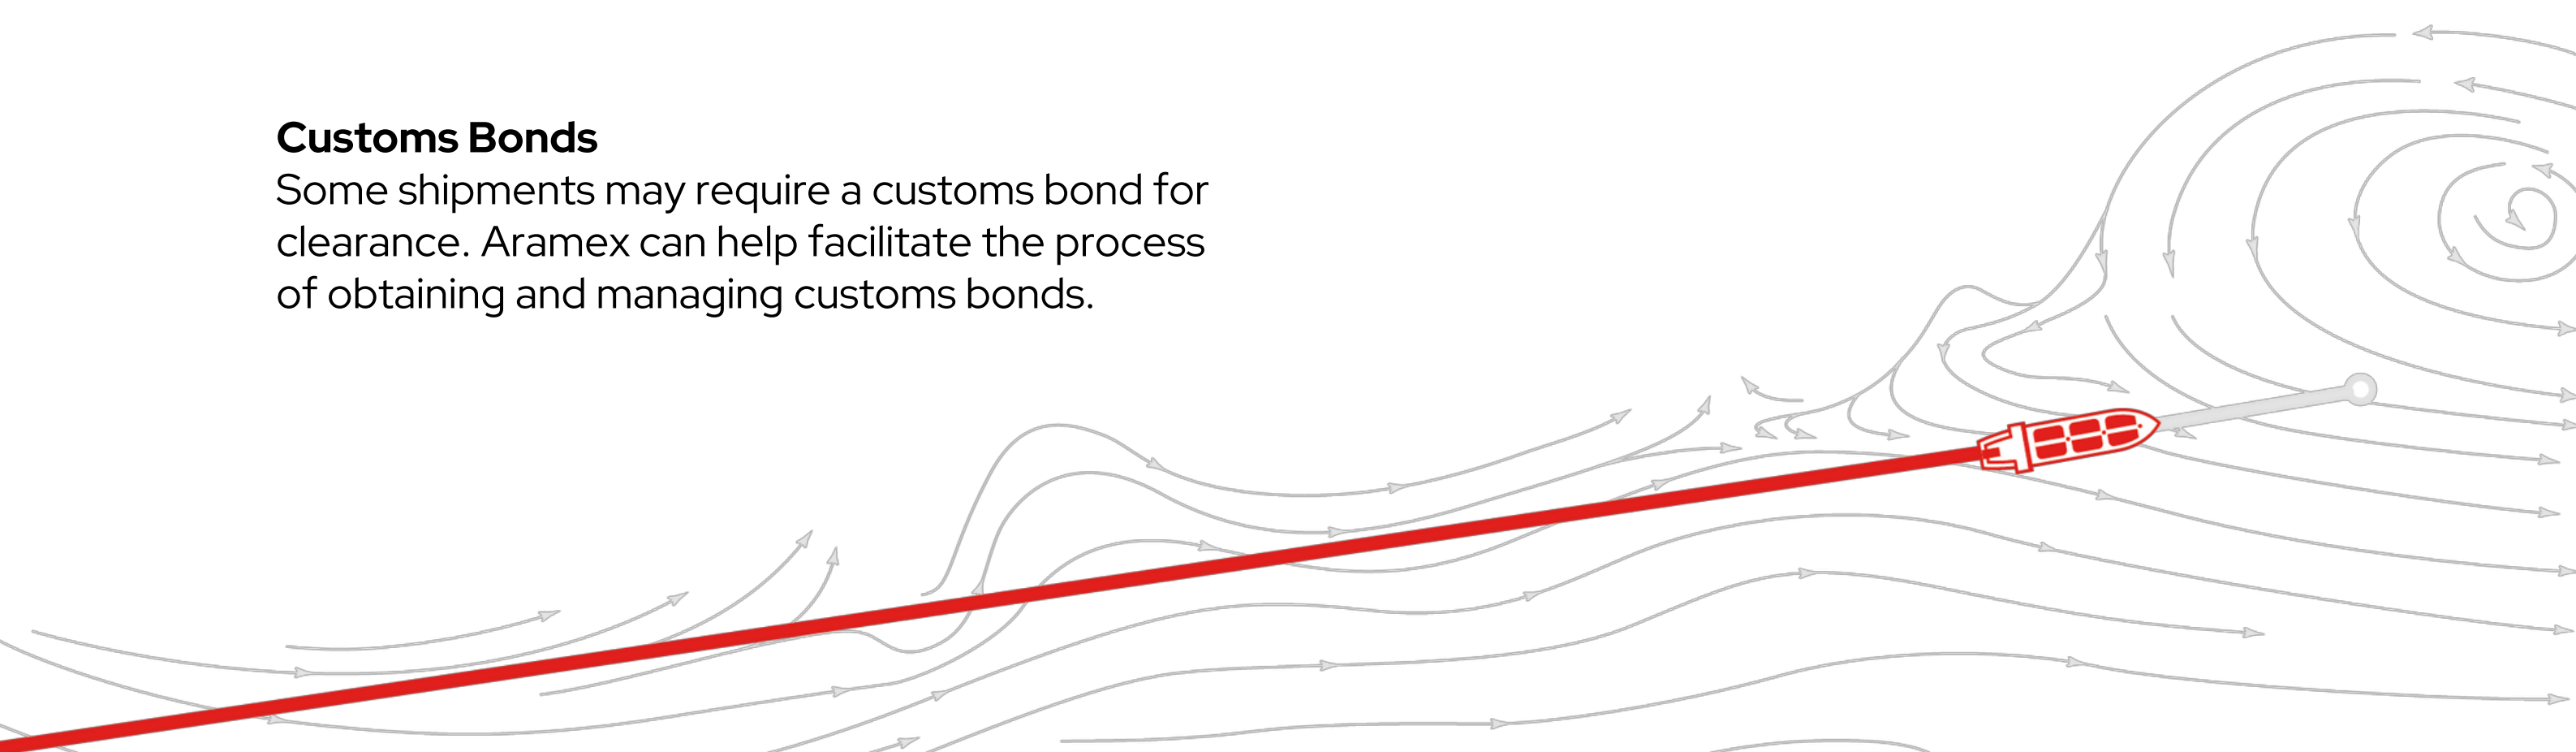 Customs Bonds
Some shipments may require a customs bond for
clearance. Aramex can help facilitate the process
of obtaining and managing customs bonds.